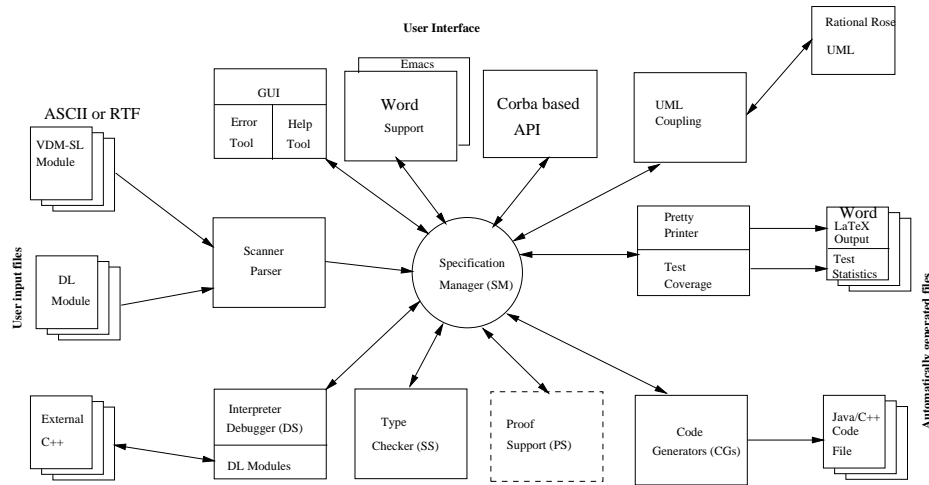 User Interface
Rational Rose
UML
GUI
Error
Tool
Help
Tool
Emacs
Word
Support
Corba based
API
UML
Coupling
ASCII or RTF
VDM-SL
Module
User input files
DL
Module
Scanner
Parser
Specification
Manager (SM)
Pretty
Printer
Test
Coverage
Word
LaTeX
Output
Test
Statistics
Automatically generated files
External
C++
Interpreter
Debugger (DS)
DL Modules
Type
Checker (SS)
Proof
Support (PS)
Code
Generators (CGs)
Java/C++
Code
File